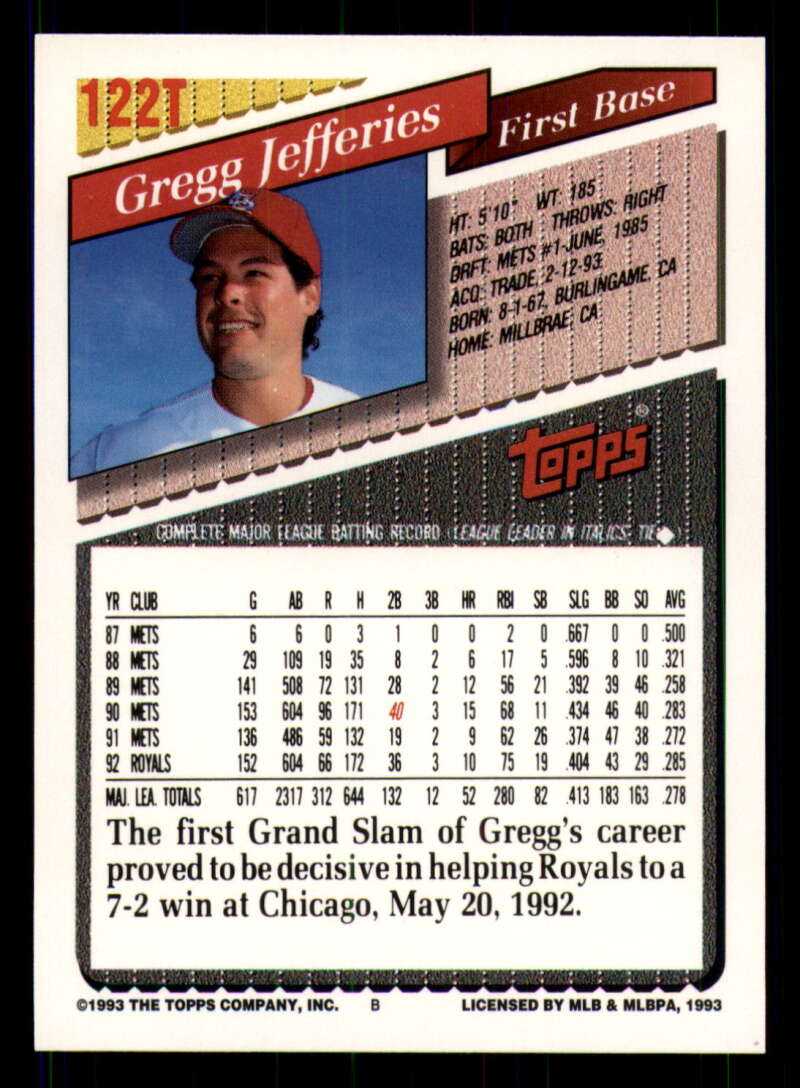 122T
Gregg Jefferies
First Base
HT: 5'10" WT: 185
BATS: BOTH THROWS: RIGHT
DRFT: METS #1-JUNE, 1985
ACQ: TRADE, 2-12-93
BORN: 8-1-67, BURLINGAME, CA
HOME: MILLBRAE, CA
Topps®
COMPLETE MAJOR LEAGUE BATTING RECORD (LEAGUE LEADER IN ITALICS, TIE◆)
YR CLUB G AB R H 2B 3B HR RBI SB SLG BB SO AVG
87 METS 6 6 0 3 1 0 0 2 0 .667 0 0 .500
88 METS 29 109 19 35 8 2 6 17 5 .596 8 10 .321
89 METS 141 508 72 131 28 2 12 56 21 .392 39 46 .258
90 METS 153 604 96 171 40 3 15 68 11 .434 46 40 .283
91 METS 136 486 59 132 19 2 9 62 26 .374 47 38 .272
92 ROYALS 152 604 66 172 36 3 10 75 19 .404 43 29 .285
MAJ. LEA. TOTALS 617 2317 312 644 132 12 52 280 82 .413 183 163 .278
The first Grand Slam of Gregg's career
proved to be decisive in helping Royals to a
7-2 win at Chicago, May 20, 1992.
©1993 THE TOPPS COMPANY, INC. B LICENSED BY MLB & MLBPA, 1993